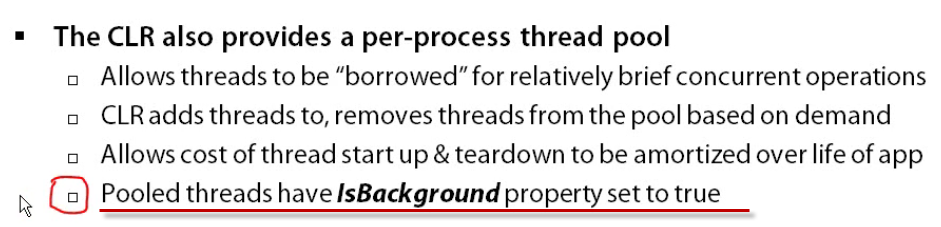 The CLR also provides a per-process thread pool
Allows threads to be “borrowed” for relatively brief concurrent operations
CLR adds threads to, removes threads from the pool based on demand
Allows cost of thread start up & teardown to be amortized over life of app
Pooled threads have IsBackground property set to true